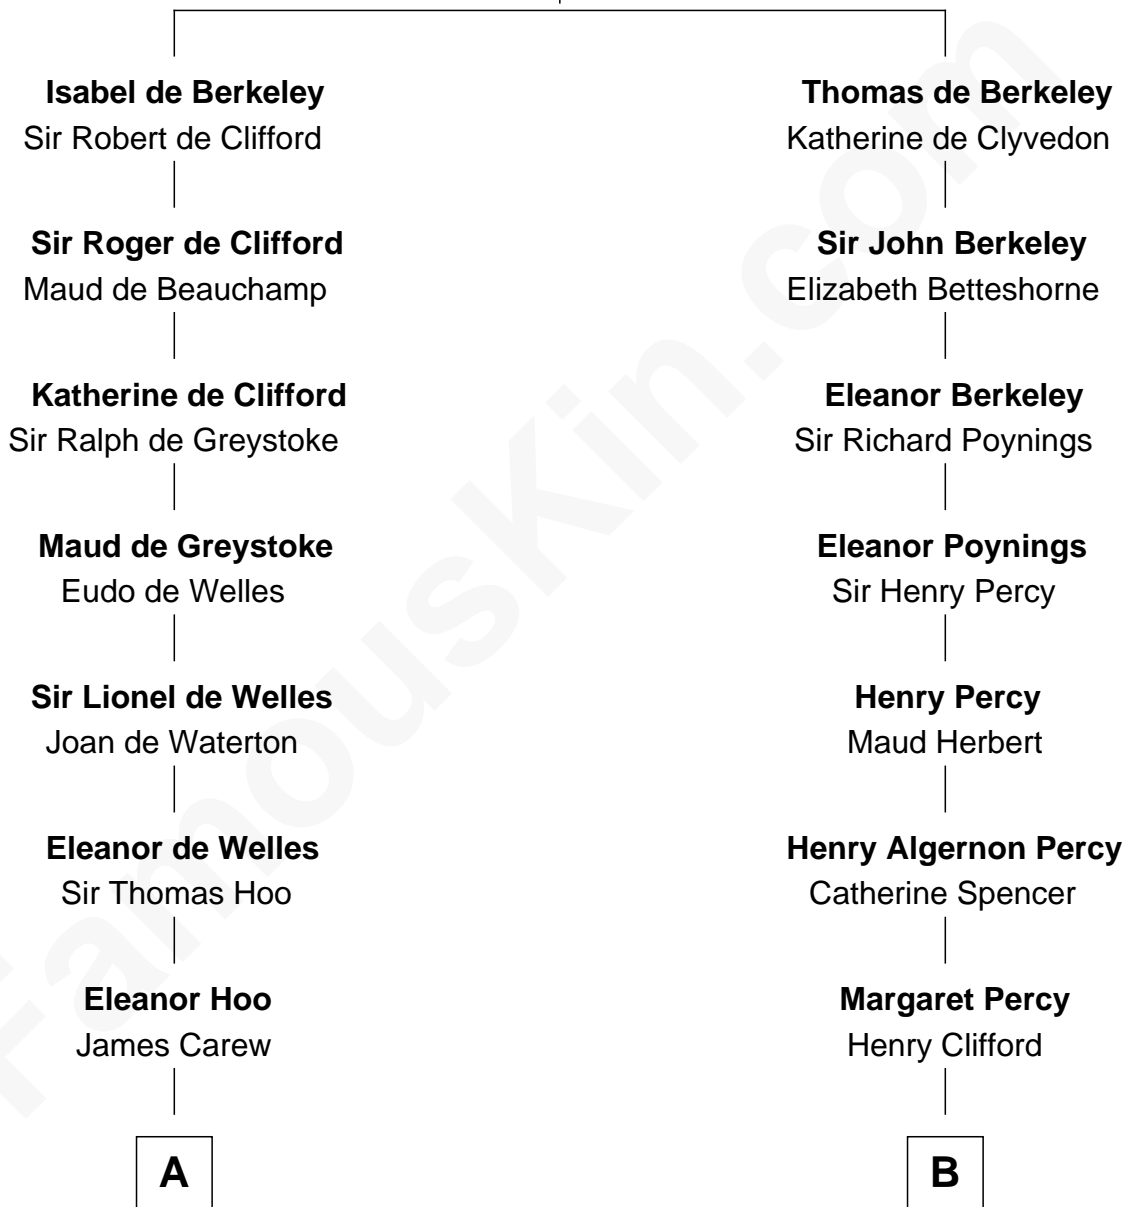 Isabel de Berkeley
Sir Robert de Clifford
Sir Roger de Clifford
Maud de Beauchamp
Katherine de Clifford
Sir Ralph de Greystoke
Maud de Greystoke
Eudo de Welles
Sir Lionel de Welles
Joan de Waterton
Eleanor de Welles
Sir Thomas Hoo
Eleanor Hoo
James Carew
A
Thomas de Berkeley
Katherine de Clyvedon
Sir John Berkeley
Elizabeth Betteshorne
Eleanor Berkeley
Sir Richard Poynings
Eleanor Poynings
Sir Henry Percy
Henry Percy
Maud Herbert
Henry Algernon Percy
Catherine Spencer
Margaret Percy
Henry Clifford
B
FamousKin.com